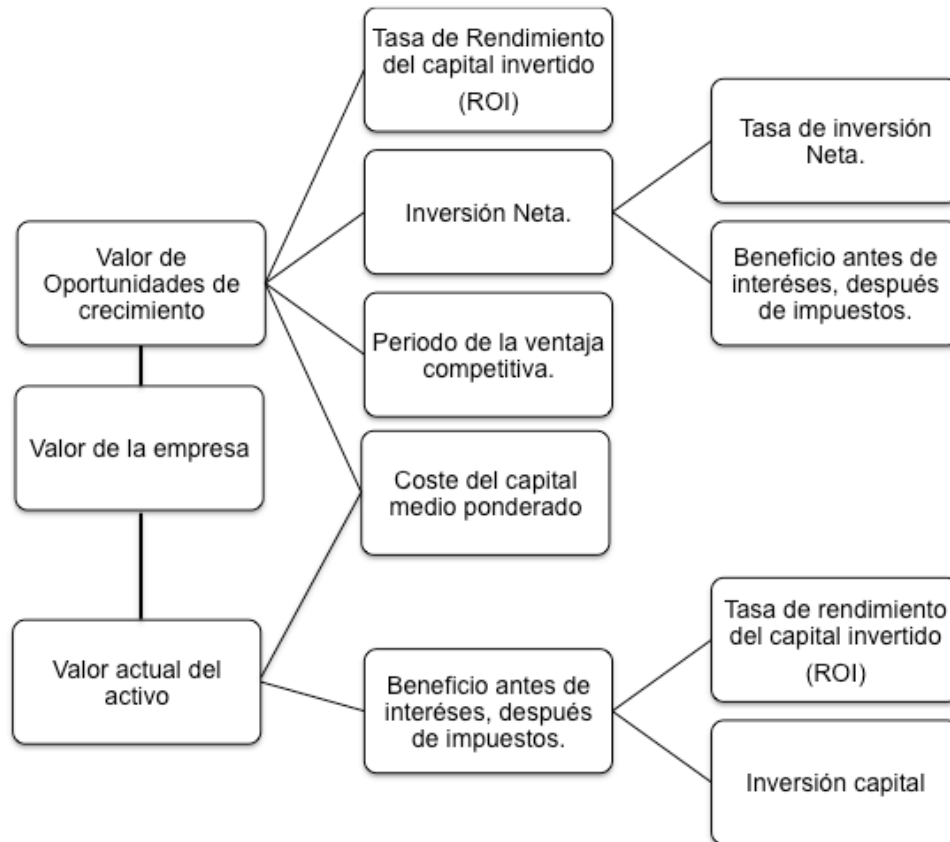 Tasa de Rendimiento
del capital invertido
(ROI)
Tasa de inversión
Neta.
Inversión Neta.
Valor de
Oportunidades de
crecimiento
Beneficio antes de
interéses, después
de impuestos.
Periodo de la ventaja
competitiva.
Valor de la empresa
Coste del capital
medio ponderado
Tasa de rendimiento
del capital invertido
(ROI)
Valor actual del
activo
Beneficio antes de
interéses, después
de impuestos.
Inversión capital